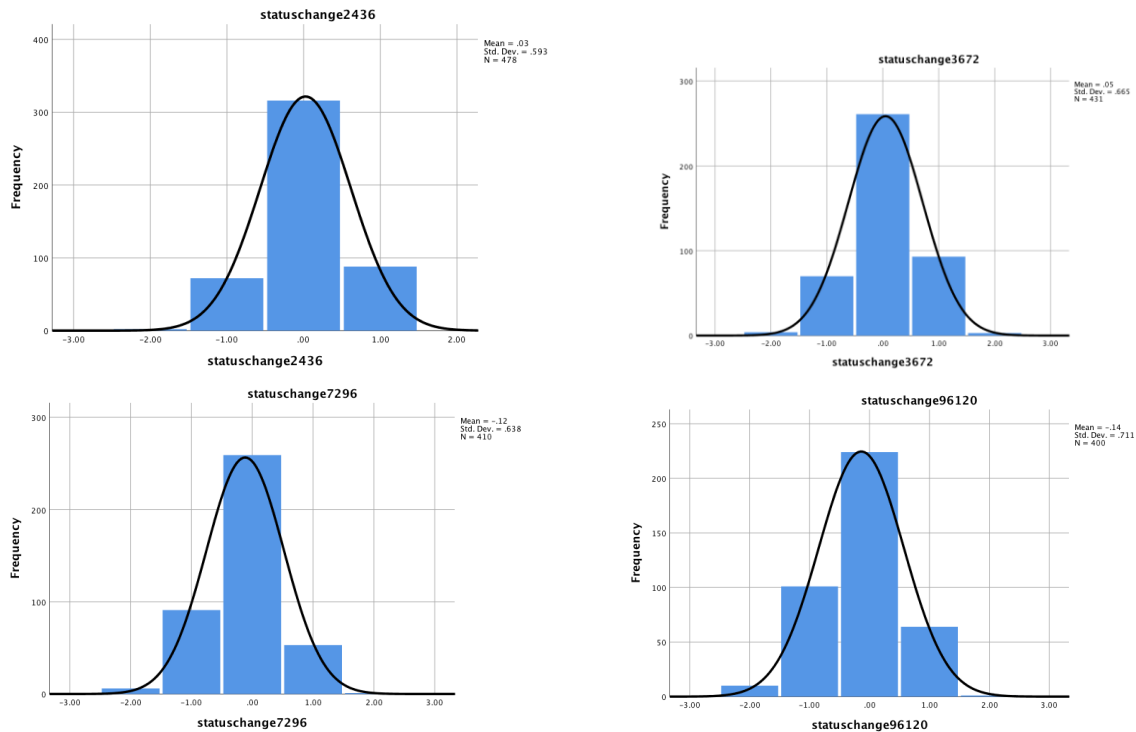 statuschange2436
400
300
200
100
0
Frequency
-3.00 -2.00 -1.00 .00 1.00 2.00
statuschange2436
Mean = .03
Std. Dev. = .593
N = 478
statuschange3672
300
200
100
0
Frequency
-3.00 -2.00 -1.00 .00 1.00 2.00 3.00
statuschange3672
Mean = .05
Std. Dev. = .665
N = 431
statuschange7296
300
200
100
0
Frequency
-3.00 -2.00 -1.00 .00 1.00 2.00 3.00
statuschange7296
Mean = -.12
Std. Dev. = .638
N = 410
statuschange96120
250
200
150
100
50
0
Frequency
-3.00 -2.00 -1.00 .00 1.00 2.00 3.00
statuschange96120
Mean = -.14
Std. Dev. = .711
N = 400